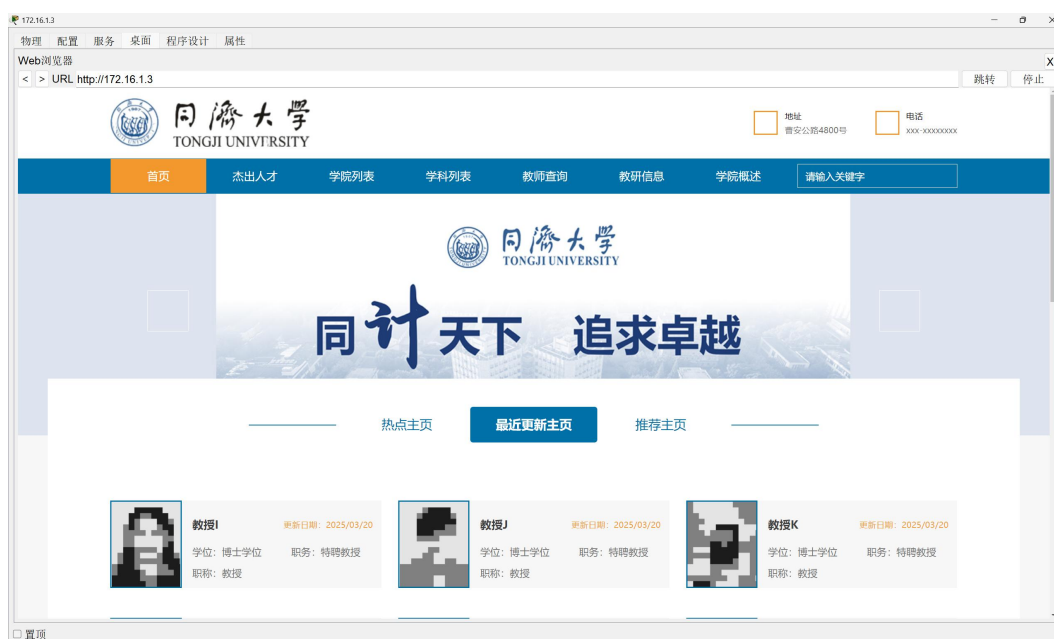 172.16.1.3
物理 配置 服务 桌面 程序设计 属性
Web浏览器 X
< > URL http://172.16.1.3 跳转 停止
同濟大学
TONGJI UNIVERSITY
地址
曹安公路4800号
电话
xxx-xxxxxxxx
首页 杰出人才 学院列表 学科列表 教师查询 教研信息 学院概述 请输入关键字
同濟大学
TONGJI UNIVERSITY
同计天下 追求卓越
热点主页 最近更新主页 推荐主页
教授I 更新日期: 2025/03/20
学位: 博士学位 职务: 特聘教授
职称: 教授
教授J 更新日期: 2025/03/20
学位: 博士学位 职务: 特聘教授
职称: 教授
教授K 更新日期: 2025/03/20
学位: 博士学位 职务: 特聘教授
职称: 教授
置顶